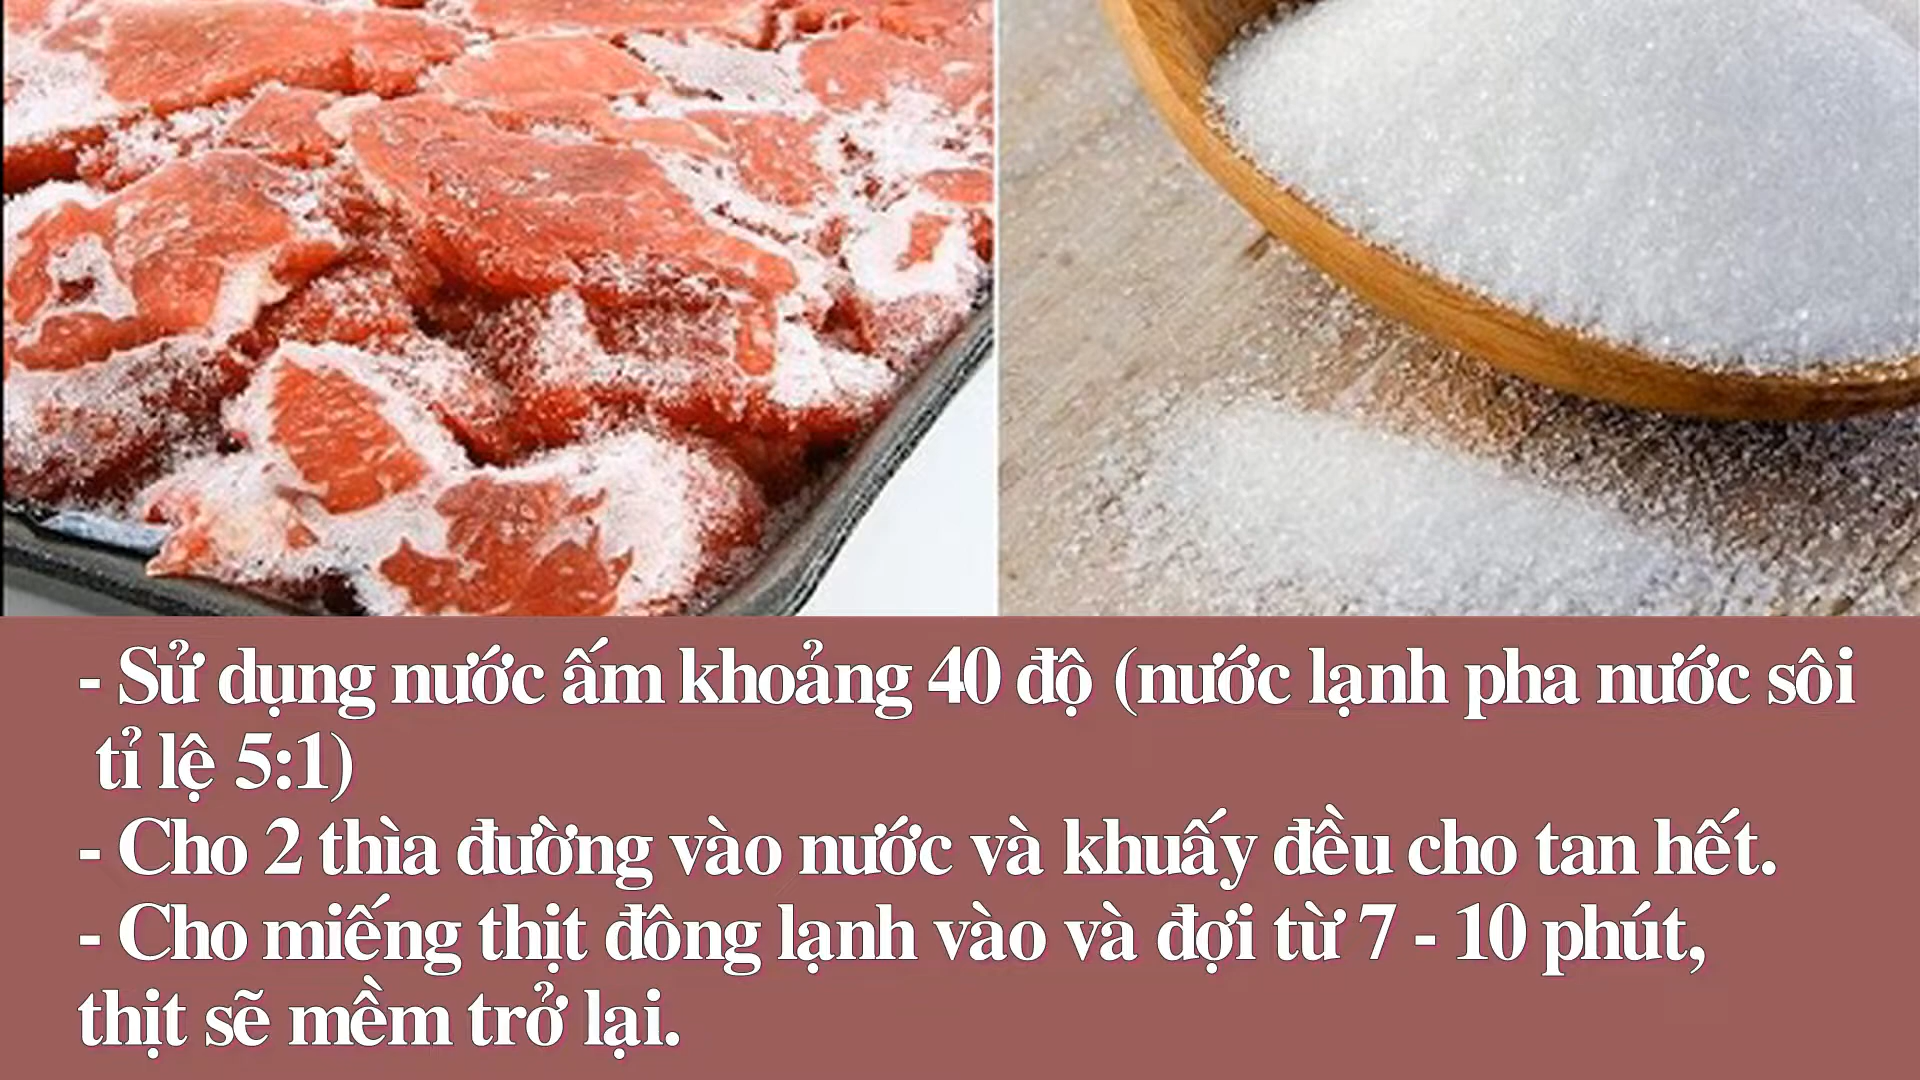 - Sử dụng nước ấm khoảng 40 độ (nước lạnh pha nước sôi
tỉ lệ 5:1)
- Cho 2 thìa đường vào nước và khuấy đều cho tan hết.
- Cho miếng thịt đông lạnh vào và đợi từ 7 - 10 phút,
thịt sẽ mềm trở lại.